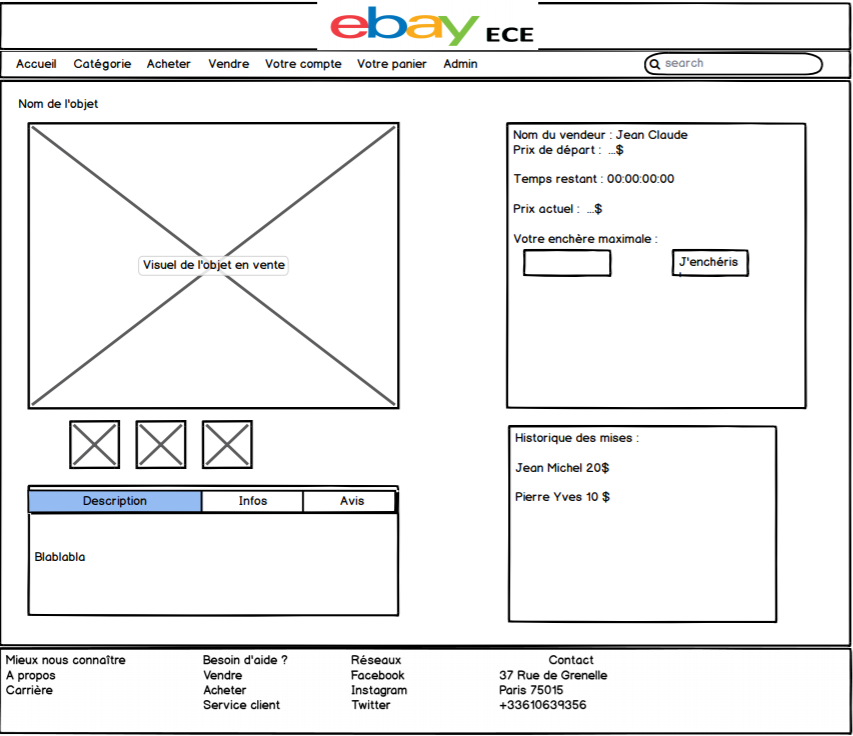 ebay ECE
Accueil Catégorie Acheter Vendre Votre compte Votre panier Admin search
Nom de l'objet
Visuel de l'objet en vente
Nom du vendeur : Jean Claude
Prix de départ : ...$
Temps restant : 00:00:00:00
Prix actuel : ...$
Votre enchère maximale :
J'enchéris
Description Infos Avis
Blablabla
Historique des mises :
Jean Michel 20$
Pierre Yves 10 $
Mieux nous connaître
A propos
Carrière
Besoin d'aide ?
Vendre
Acheter
Service client
Réseaux
Facebook
Instagram
Twitter
Contact
37 Rue de Grenelle
Paris 75015
+33610639356